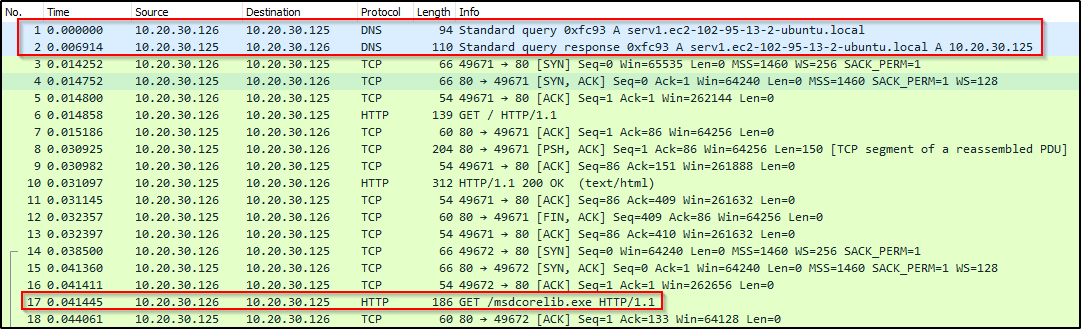 No. Time Source Destination Protocol Length Info
1 0.000000 10.20.30.126 10.20.30.125 DNS 94 Standard query 0xfc93 A serv1.ec2-102-95-13-2-ubuntu.local
2 0.006914 10.20.30.125 10.20.30.126 DNS 110 Standard query response 0xfc93 A serv1.ec2-102-95-13-2-ubuntu.local A 10.20.30.125
3 0.014252 10.20.30.126 10.20.30.125 TCP 66 49671 → 80 [SYN] Seq=0 Win=65535 Len=0 MSS=1460 WS=256 SACK_PERM=1
4 0.014752 10.20.30.125 10.20.30.126 TCP 66 80 → 49671 [SYN, ACK] Seq=0 Ack=1 Win=64240 Len=0 MSS=1460 SACK_PERM=1 WS=128
5 0.014800 10.20.30.126 10.20.30.125 TCP 54 49671 → 80 [ACK] Seq=1 Ack=1 Win=262144 Len=0
6 0.014858 10.20.30.126 10.20.30.125 HTTP 139 GET / HTTP/1.1
7 0.015186 10.20.30.125 10.20.30.126 TCP 60 80 → 49671 [ACK] Seq=1 Ack=86 Win=64256 Len=0
8 0.030925 10.20.30.125 10.20.30.126 TCP 204 80 → 49671 [PSH, ACK] Seq=1 Ack=86 Win=64256 Len=150 [TCP segment of a reassembled PDU]
9 0.030982 10.20.30.126 10.20.30.125 TCP 54 49671 → 80 [ACK] Seq=86 Ack=151 Win=261888 Len=0
10 0.031097 10.20.30.125 10.20.30.126 HTTP 312 HTTP/1.1 200 OK (text/html)
11 0.031145 10.20.30.126 10.20.30.125 TCP 54 49671 → 80 [ACK] Seq=86 Ack=409 Win=261632 Len=0
12 0.032357 10.20.30.125 10.20.30.126 TCP 60 80 → 49671 [FIN, ACK] Seq=409 Ack=86 Win=64256 Len=0
13 0.032397 10.20.30.126 10.20.30.125 TCP 54 49671 → 80 [ACK] Seq=86 Ack=410 Win=261632 Len=0
14 0.038500 10.20.30.126 10.20.30.125 TCP 66 49672 → 80 [SYN] Seq=0 Win=64240 Len=0 MSS=1460 WS=256 SACK_PERM=1
15 0.041360 10.20.30.125 10.20.30.126 TCP 66 80 → 49672 [SYN, ACK] Seq=0 Ack=1 Win=64240 Len=0 MSS=1460 SACK_PERM=1 WS=128
16 0.041411 10.20.30.126 10.20.30.125 TCP 54 49672 → 80 [ACK] Seq=1 Ack=1 Win=262656 Len=0
17 0.041445 10.20.30.126 10.20.30.125 HTTP 186 GET /msdcorelib.exe HTTP/1.1
18 0.044061 10.20.30.125 10.20.30.126 TCP 60 80 → 49672 [ACK] Seq=1 Ack=133 Win=64128 Len=0